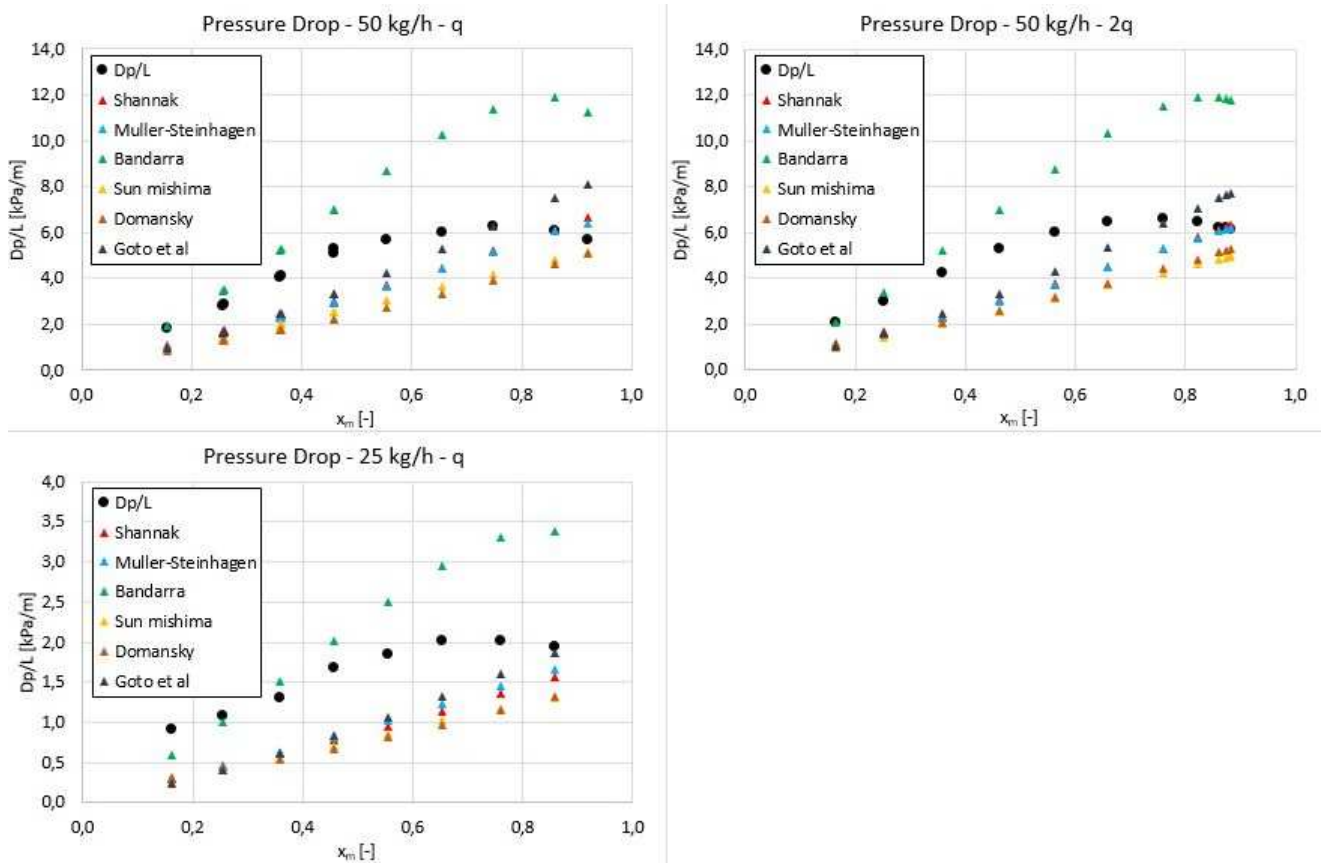 Pressure Drop - 50 kg/h - q
14,0
12,0
10,0
8,0
6,0
4,0
2,0
0,0
Dp/L [kPa/m]
Dp/L
Shannak
Muller-Steinhagen
Bandarra
Sun mishima
Domansky
Goto et al
0,0 0,2 0,4 0,6 0,8 1,0
xm [-]
Pressure Drop - 50 kg/h - 2q
14,0
12,0
10,0
8,0
6,0
4,0
2,0
0,0
Dp/L [kPa/m]
Dp/L
Shannak
Muller-Steinhagen
Bandarra
Sun mishima
Domansky
Goto et al
0,0 0,2 0,4 0,6 0,8 1,0
xm [-]
Pressure Drop - 25 kg/h - q
4,0
3,5
3,0
2,5
2,0
1,5
1,0
0,5
0,0
Dp/L [kPa/m]
Dp/L
Shannak
Muller-Steinhagen
Bandarra
Sun mishima
Domansky
Goto et al
0,0 0,2 0,4 0,6 0,8 1,0
xm [-]